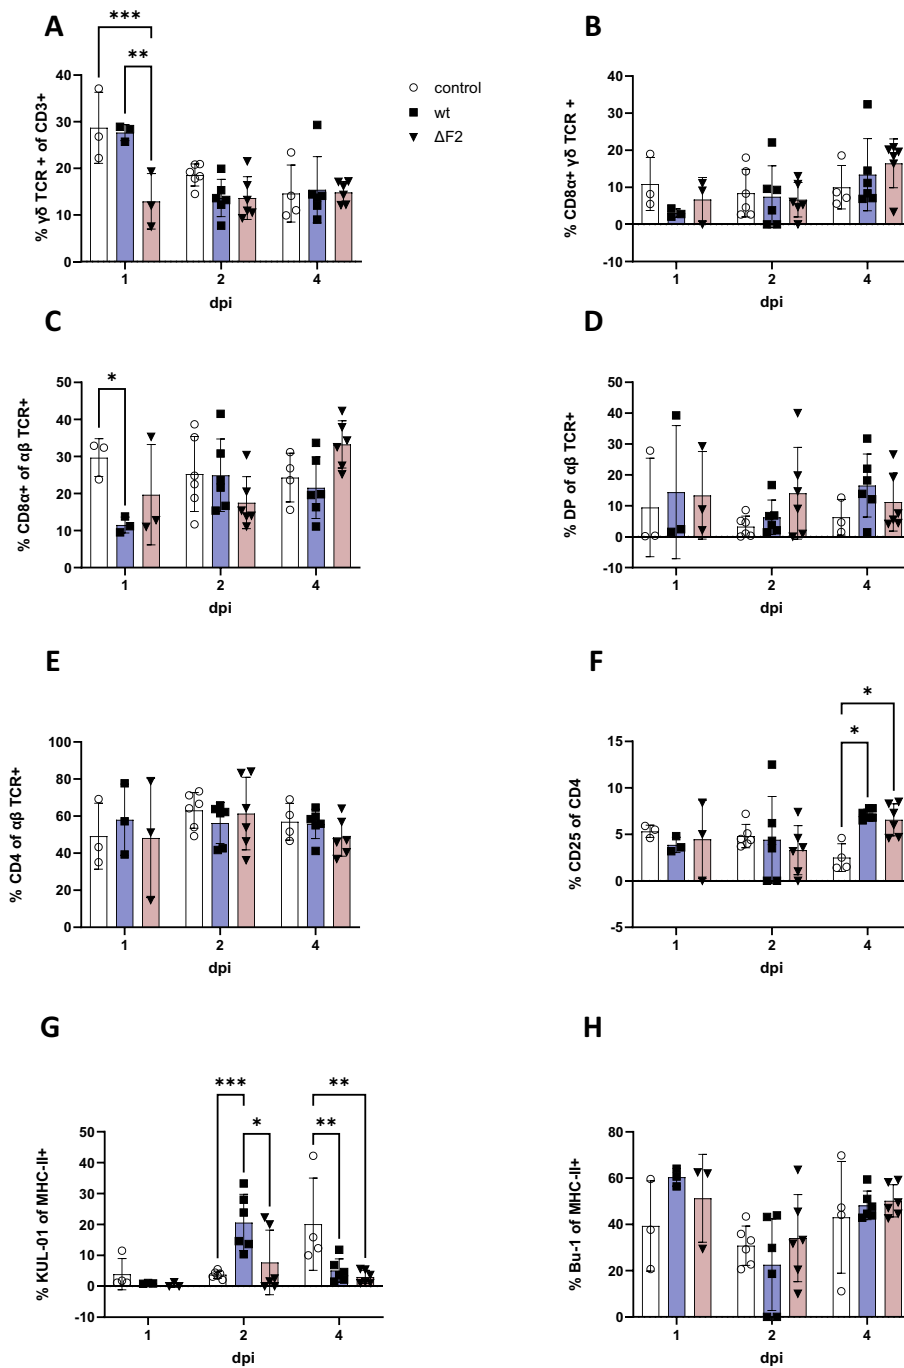 A
B
***
**
% γδ TCR + of CD3+
40
30
20
10
0
1
2
4
dpi
control
wt
ΔF2
% CD8α+ γδ TCR +
40
30
20
10
0
-10
1
2
4
dpi
C
D
*
% CD8α+ of αβ TCR+
50
40
30
20
10
0
1
2
4
dpi
% DP of αβ TCR+
50
40
30
20
10
0
-10
1
2
4
dpi
E
F
% CD4 of αβ TCR+
100
80
60
40
20
0
1
2
4
dpi
*
*
% CD25 of CD4
15
10
5
0
-5
1
2
4
dpi
G
H
***
*
**
**
% KUL-01 of MHC-II+
50
40
30
20
10
0
-10
1
2
4
dpi
% Bu-1 of MHC-II+
80
60
40
20
0
1
2
4
dpi